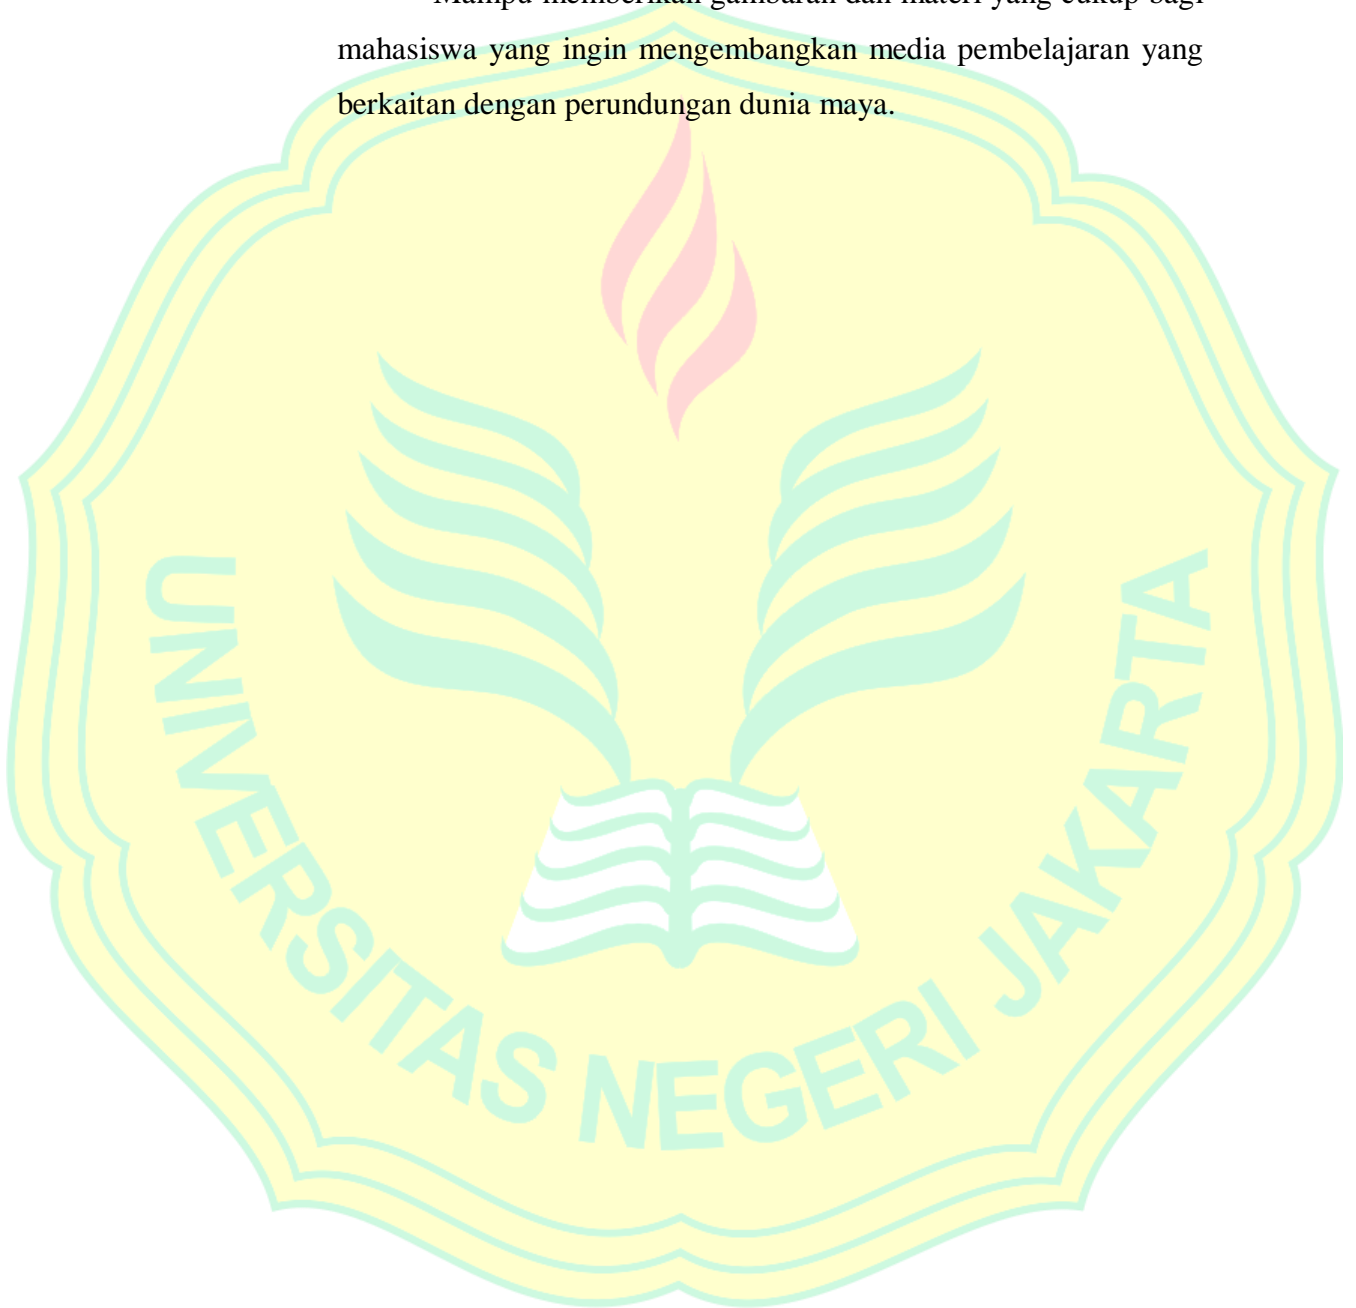 Mampu memberikan gambaran dan materi yang cukup bagi
mahasiswa yang ingin mengembangkan media pembelajaran yang
berkaitan dengan perundungan dunia maya.
UNIVERSITAS NEGERI JAKARTA